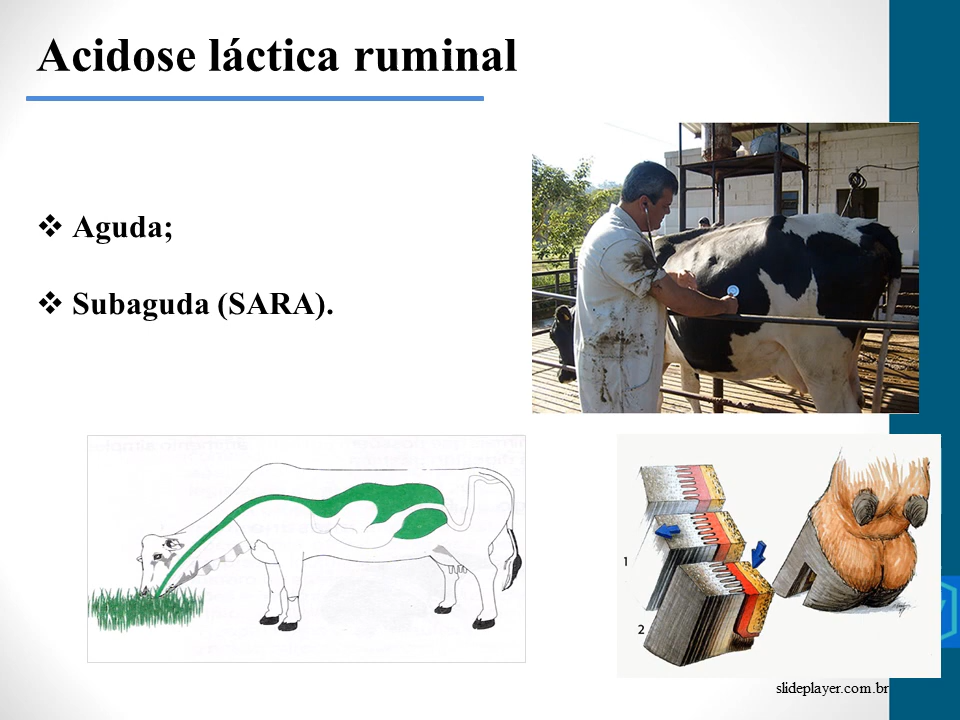 Acidose láctica ruminal
❖ Aguda;
❖ Subaguda (SARA).
1
2
slideplayer.com.br